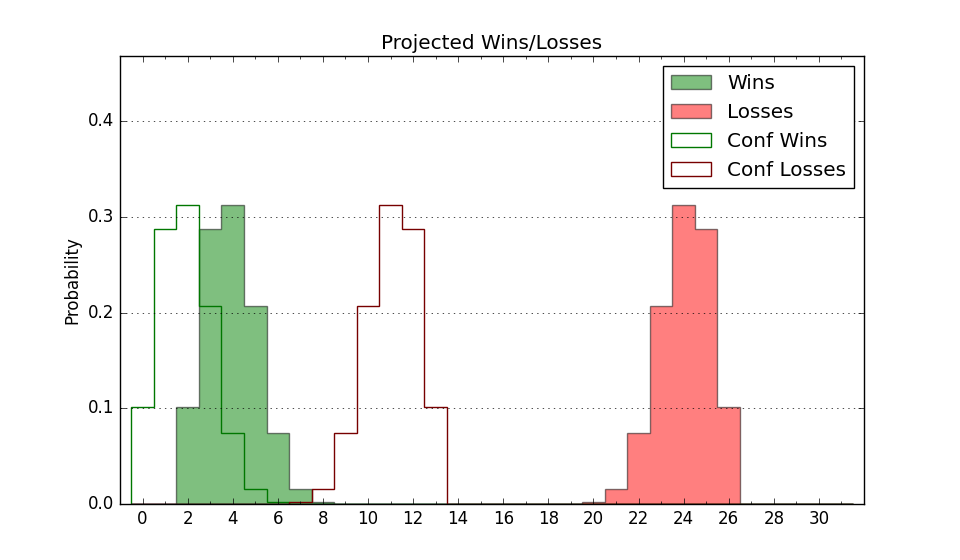 Projected Wins/Losses
Wins
Losses
Conf Wins
Conf Losses
Probability
0.4
0.3
0.2
0.1
0.0
0 2 4 6 8 10 12 14 16 18 20 22 24 26 28 30